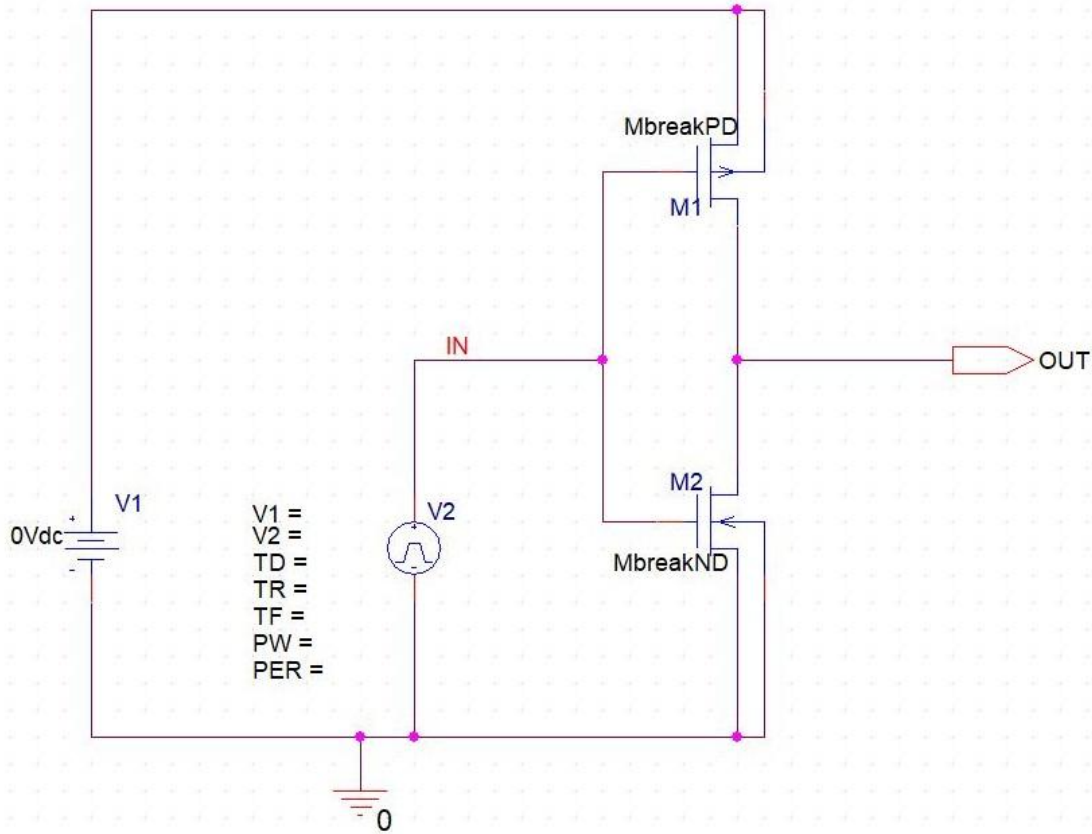 MbreakPD
M1
IN
OUT
M2
V1
V2
0Vdc
MbreakND
V1 =
V2 =
TD =
TR =
TF =
PW =
PER =
0